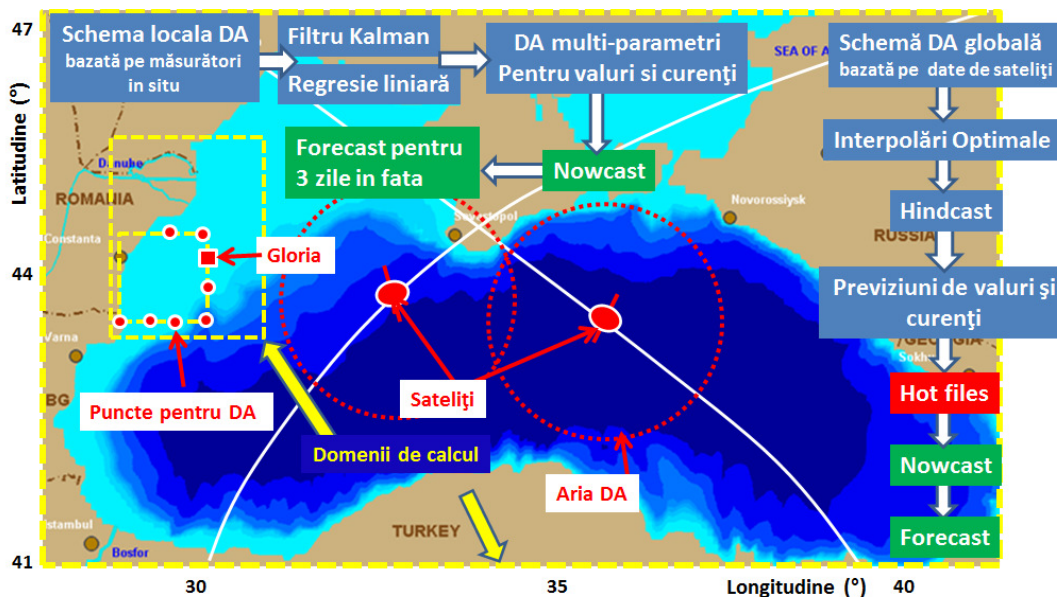 47
Schema locala DA
bazată pe măsurători
in situ
Filtru Kalman
Regresie liniară
DA multi-parametri
Pentru valuri si curenţi
SEA OF A
Schemă DA globală
bazată pe date de sateliţi
Interpolări Optimale
Hindcast
Previziuni de valuri şi
curenţi
Hot files
Nowcast
Forecast
Nowcast
Forecast pentru
3 zile in fata
Latitudine (°)
Danube
ROMANIA
Constanta
Gloria
Sevastopol
Novorossiysk
RUSSIA
44
/GEORGIA
Sokh
Varna
BG
Puncte pentru DA
Sateliţi
Domenii de calcul
Aria DA
TURKEY
Istambul
Bosfor
41
30
35
Longitudine (°)
40